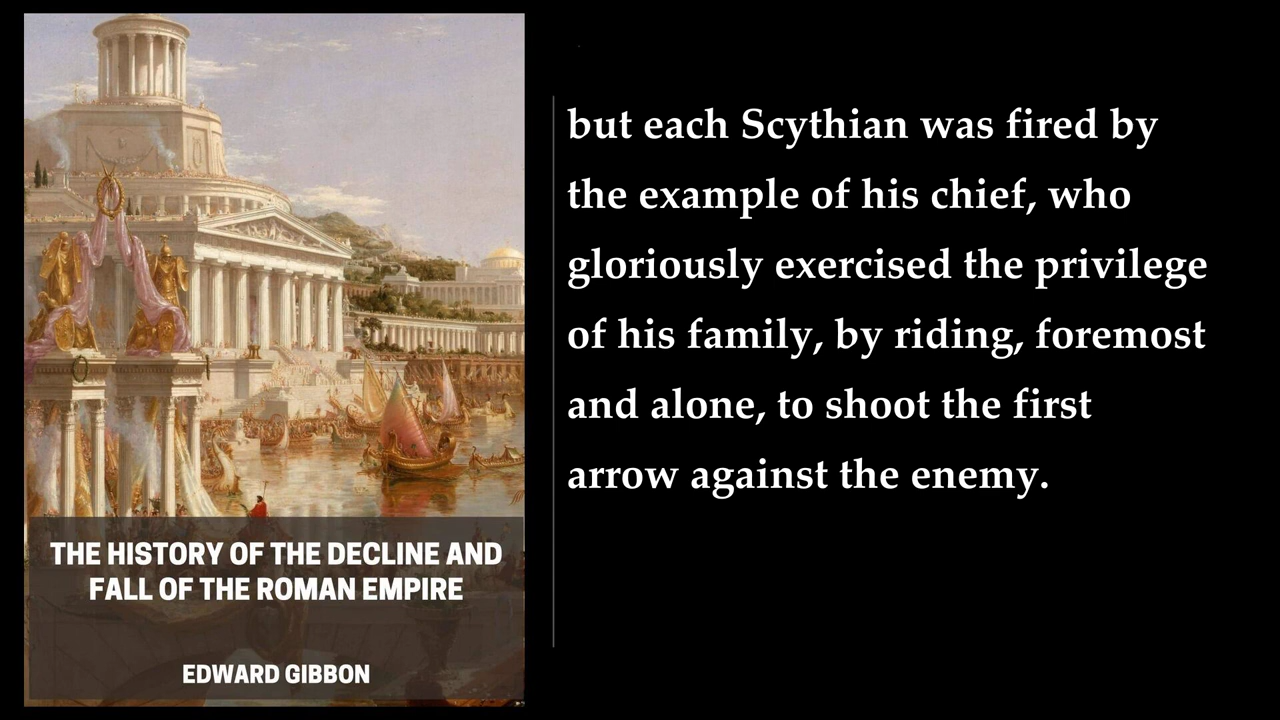 but each Scythian was fired by
the example of his chief, who
gloriously exercised the privilege
of his family, by riding, foremost
and alone, to shoot the first
arrow against the enemy.
THE HISTORY OF THE DECLINE AND
FALL OF THE ROMAN EMPIRE
EDWARD GIBBON